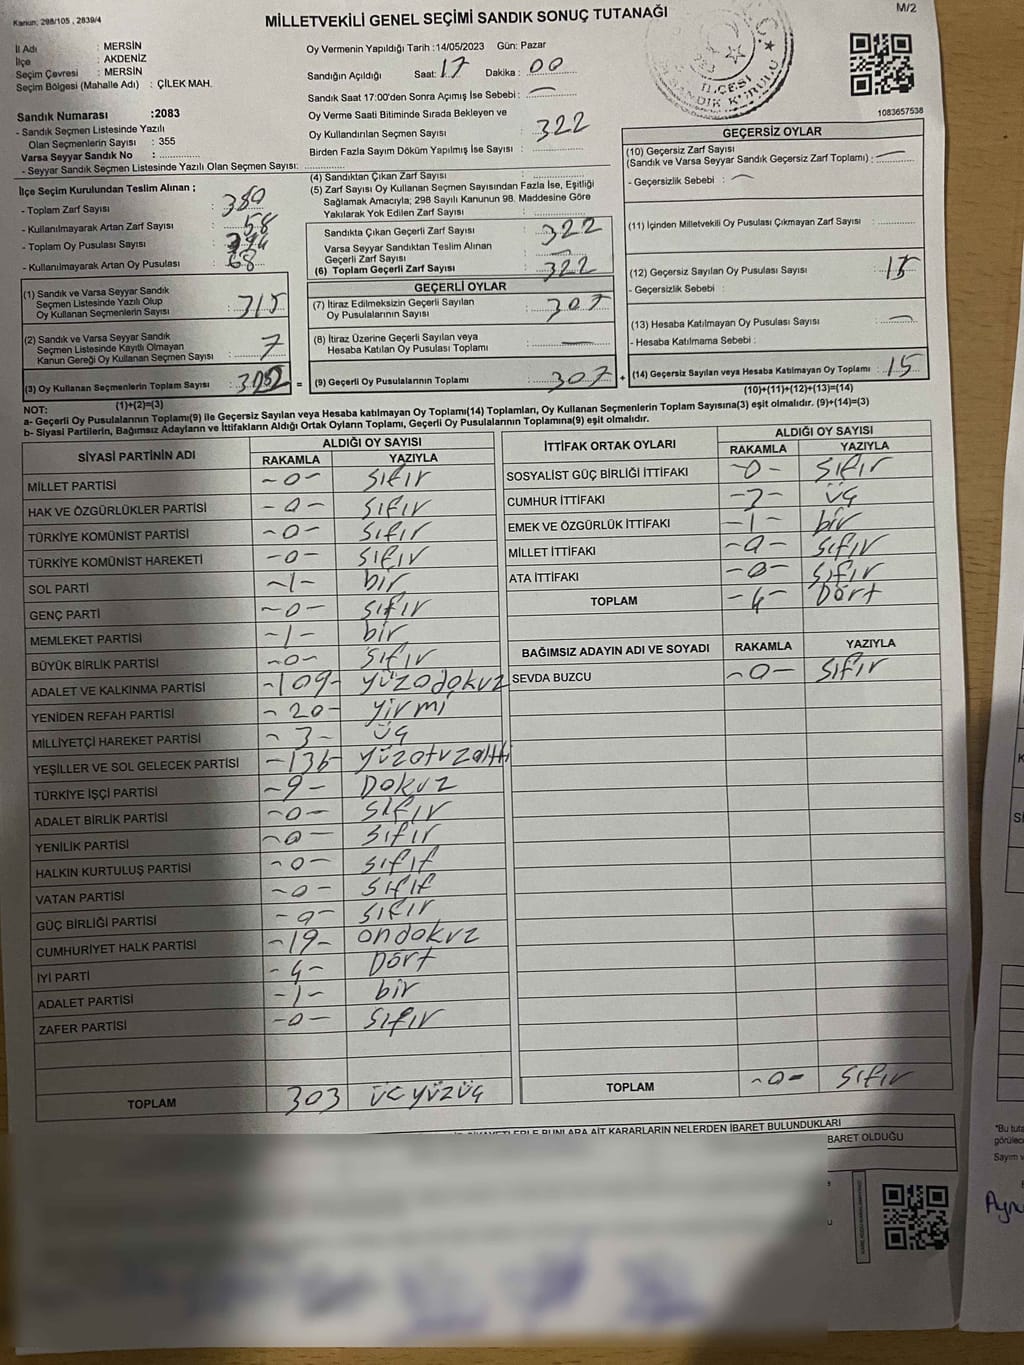 Kanun: 298/105 , 2839/4
MİLLETVEKİLİ GENEL SEÇİMİ SANDIK SONUÇ TUTANAĞI
M/2
İl Adı : MERSİN
İlçe : AKDENİZ
Seçim Çevresi : MERSİN
Seçim Bölgesi (Mahalle Adı) : ÇİLEK MAH.
Sandık Numarası :2083
- Sandık Seçmen Listesinde Yazılı
Olan Seçmenlerin Sayısı : 355
Varsa Seyyar Sandık No :
- Seyyar Sandık Seçmen Listesinde Yazılı Olan Seçmen Sayısı:
Oy Vermenin Yapıldığı Tarih :14/05/2023 Gün: Pazar
Sandığın Açıldığı Saat: 17 Dakika : 00
Sandık Saat 17:00'den Sonra Açımış İse Sebebi : —
Oy Verme Saati Bitiminde Sırada Bekleyen ve
Oy Kullandırılan Seçmen Sayısı : 322
Birden Fazla Sayım Döküm Yapılmış İse Sayısı :
İLÇESİ
SANDIK KURULU
1083657538
İlçe Seçim Kurulundan Teslim Alınan ;
- Toplam Zarf Sayısı : 380
- Kullanılmayarak Artan Zarf Sayısı : 58
- Toplam Oy Pusulası Sayısı :
- Kullanılmayarak Artan Oy Pusulası : 68
(1) Sandık ve Varsa Seyyar Sandık
Seçmen Listesinde Yazılı Olup
Oy Kullanan Seçmenlerin Sayısı : 315
(2) Sandık ve Varsa Seyyar Sandık
Seçmen Listesinde Kayıtlı Olmayan
Kanun Gereği Oy Kullanan Seçmen Sayısı : 7
(3) Oy Kullanan Seçmenlerin Toplam Sayısı :
(1)+(2)=(3)
(4) Sandıktan Çıkan Zarf Sayısı :
(5) Zarf Sayısı Oy Kullanan Seçmen Sayısından Fazla İse, Eşitliği
Sağlamak Amacıyla; 298 Sayılı Kanunun 98. Maddesine Göre
Yakılarak Yok Edilen Zarf Sayısı :
Sandıkta Çıkan Geçerli Zarf Sayısı : 322
Varsa Seyyar Sandıktan Teslim Alınan
Geçerli Zarf Sayısı : —
(6) Toplam Geçerli Zarf Sayısı : 322
GEÇERLİ OYLAR
(7) İtiraz Edilmeksizin Geçerli Sayılan
Oy Pusulalarının Sayısı : 307
(8) İtiraz Üzerine Geçerli Sayılan veya
Hesaba Katılan Oy Pusulası Toplamı : —
= (9) Geçerli Oy Pusulalarının Toplamı : 307
GEÇERSİZ OYLAR
(10) Geçersiz Zarf Sayısı
(Sandık ve Varsa Seyyar Sandık Geçersiz Zarf Toplamı) : —
- Geçersizlik Sebebi : —
(11) İçinden Milletvekili Oy Pusulası Çıkmayan Zarf Sayısı :
(12) Geçersiz Sayılan Oy Pusulası Sayısı : 15
- Geçersizlik Sebebi :
(13) Hesaba Katılmayan Oy Pusulası Sayısı : —
- Hesaba Katılmama Sebebi :
+ (14) Geçersiz Sayılan veya Hesaba Katılmayan Oy Toplamı : 15
(10)+(11)+(12)+(13)=(14)
NOT:
a- Geçerli Oy Pusulalarının Toplamı(9) ile Geçersiz Sayılan veya Hesaba katılmayan Oy Toplamı(14) Toplamları, Oy Kullanan Seçmenlerin Toplam Sayısına(3) eşit olmalıdır. (9)+(14)=(3)
b- Siyasi Partilerin, Bağımsız Adayların ve İttifakların Aldığı Ortak Oyların Toplamı, Geçerli Oy Pusulalarının Toplamına(9) eşit olmalıdır.
SİYASİ PARTİNİN ADI ALDIĞI OY SAYISI
RAKAMLA YAZIYLA
MİLLET PARTİSİ -0- sıfır
HAK VE ÖZGÜRLÜKLER PARTİSİ -0- sıfır
TÜRKİYE KOMÜNİST PARTİSİ -0- sıfır
TÜRKİYE KOMÜNİST HAREKETİ -0- sıfır
SOL PARTİ -1- bir
GENÇ PARTİ -0- sıfır
MEMLEKET PARTİSİ -1- bir
BÜYÜK BİRLİK PARTİSİ -0- sıfır
ADALET VE KALKINMA PARTİSİ -109- yüzodokuz
YENİDEN REFAH PARTİSİ -20- yirmi
MİLLİYETÇİ HAREKET PARTİSİ -3- üç
YEŞİLLER VE SOL GELECEK PARTİSİ -136- yüzotuzaltı
TÜRKİYE İŞÇİ PARTİSİ -9- Dokuz
ADALET BİRLİK PARTİSİ -0- sıfır
YENİLİK PARTİSİ -0- sıfır
HALKIN KURTULUŞ PARTİSİ -0- sıfıf
VATAN PARTİSİ -0- sıfıf
GÜÇ BİRLİĞİ PARTİSİ -0- sıfır
CUMHURİYET HALK PARTİSİ -19- ondokuz
İYİ PARTİ -4- Dört
ADALET PARTİSİ -1- bir
ZAFER PARTİSİ -0- sıfır
TOPLAM 303 üc yüzüç
İTTİFAK ORTAK OYLARI ALDIĞI OY SAYISI
RAKAMLA YAZIYLA
SOSYALİST GÜÇ BİRLİĞİ İTTİFAKI -0- sıfır
CUMHUR İTTİFAKI -3- üç
EMEK VE ÖZGÜRLÜK İTTİFAKI -1- bir
MİLLET İTTİFAKI -0- sıfır
ATA İTTİFAKI -0- sıfır
TOPLAM -4- Dört
BAĞIMSIZ ADAYIN ADI VE SOYADI RAKAMLA YAZIYLA
SEVDA BUZCU -0- sıfır
TOPLAM -0- sıfır
BUNLARA AİT KARARLARIN NELERDEN İBARET BULUNDUKLARI
BARET OLDUĞU
*Bu tuta
görülece
Sayım v
Ayn